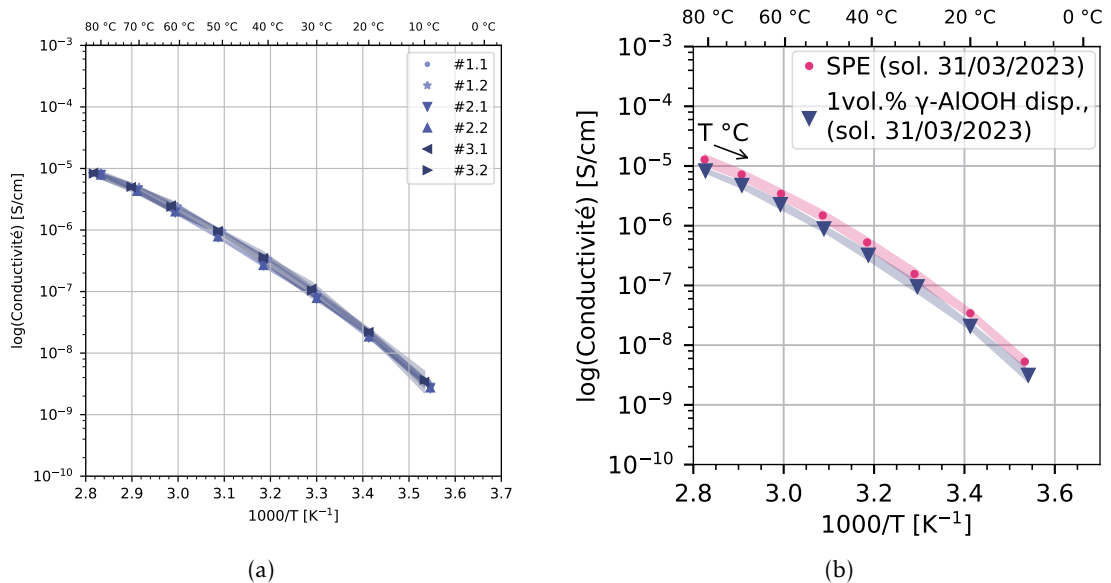 80 °C 70 °C 60 °C 50 °C 40 °C 30 °C 20 °C 10 °C 0 °C
10⁻³
10⁻⁴
10⁻⁵
10⁻⁶
10⁻⁷
10⁻⁸
10⁻⁹
10⁻¹⁰
log(Conductivité) [S/cm]
#1.1
#1.2
#2.1
#2.2
#3.1
#3.2
2.8 2.9 3.0 3.1 3.2 3.3 3.4 3.5 3.6 3.7
1000/T [K⁻¹]
(a)
80 °C 60 °C 40 °C 20 °C 0 °C
10⁻³
10⁻⁴
10⁻⁵
10⁻⁶
10⁻⁷
10⁻⁸
10⁻⁹
10⁻¹⁰
log(Conductivité) [S/cm]
SPE (sol. 31/03/2023)
1vol.% γ-AlOOH disp.,
(sol. 31/03/2023)
T °C
2.8 3.0 3.2 3.4 3.6
1000/T [K⁻¹]
(b)